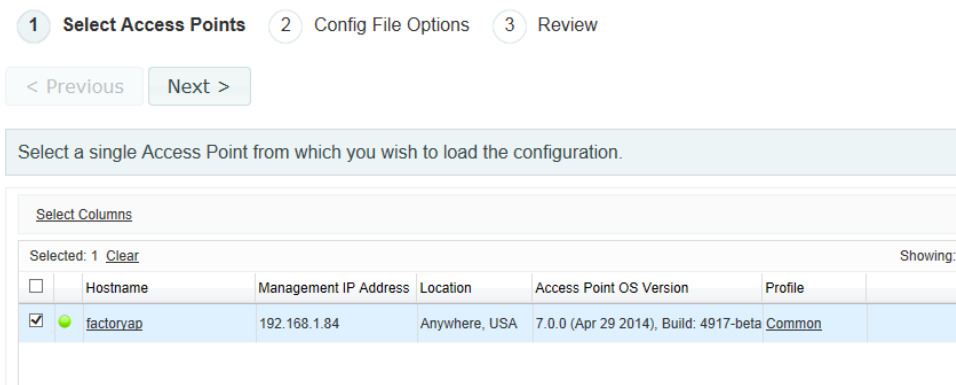 1 Select Access Points 2 Config File Options 3 Review
< Previous Next >
Select a single Access Point from which you wish to load the configuration.
Select Columns
Selected: 1 Clear Showing:
Hostname Management IP Address Location Access Point OS Version Profile
factoryap 192.168.1.84 Anywhere, USA 7.0.0 (Apr 29 2014), Build: 4917-beta Common